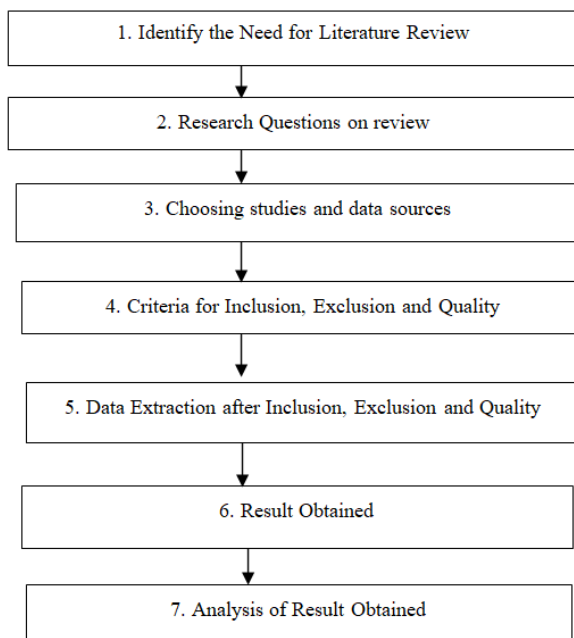 1. Identify the Need for Literature Review
2. Research Questions on review
3. Choosing studies and data sources
4. Criteria for Inclusion, Exclusion and Quality
5. Data Extraction after Inclusion, Exclusion and Quality
6. Result Obtained
7. Analysis of Result Obtained